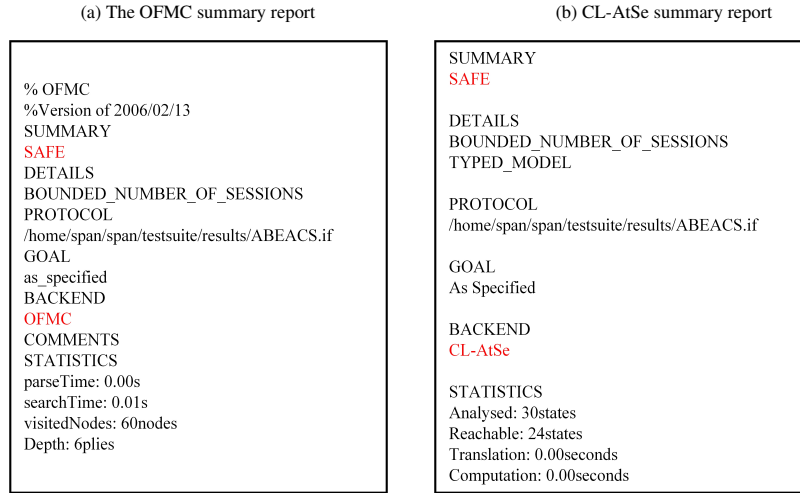 (a) The OFMC summary report
% OFMC
%Version of 2006/02/13
SUMMARY
SAFE
DETAILS
BOUNDED_NUMBER_OF_SESSIONS
PROTOCOL
/home/span/span/testsuite/results/ABEACS.if
GOAL
as_specified
BACKEND
OFMC
COMMENTS
STATISTICS
parseTime: 0.00s
searchTime: 0.01s
visitedNodes: 60nodes
Depth: 6plies
(b) CL-AtSe summary report
SUMMARY
SAFE
DETAILS
BOUNDED_NUMBER_OF_SESSIONS
TYPED_MODEL
PROTOCOL
/home/span/span/testsuite/results/ABEACS.if
GOAL
As Specified
BACKEND
CL-AtSe
STATISTICS
Analysed: 30states
Reachable: 24states
Translation: 0.00seconds
Computation: 0.00seconds